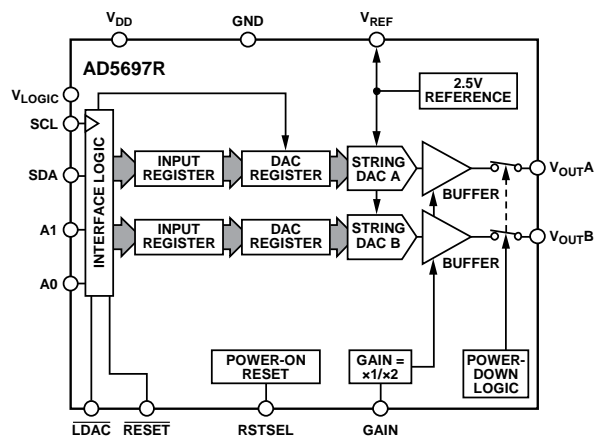 VDD
GND
VREF
AD5697R
VLOGIC
SCL
SDA
A1
A0
INTERFACE LOGIC
2.5V
REFERENCE
INPUT
REGISTER
DAC
REGISTER
STRING
DAC A
BUFFER
VOUTA
INPUT
REGISTER
DAC
REGISTER
STRING
DAC B
BUFFER
VOUTB
POWER-ON
RESET
GAIN =
×1/×2
POWER-
DOWN
LOGIC
LDAC
RESET
RSTSEL
GAIN